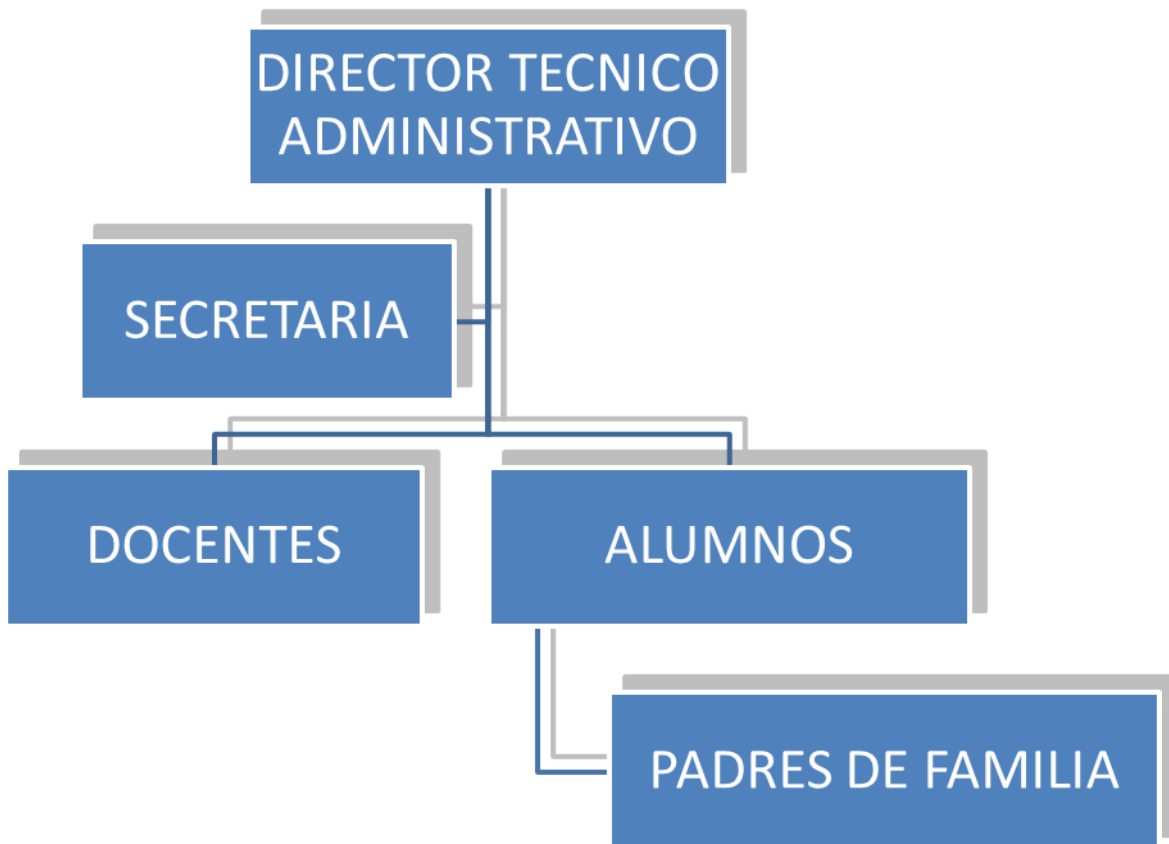 DIRECTOR TECNICO
ADMINISTRATIVO
SECRETARIA
DOCENTES
ALUMNOS
PADRES DE FAMILIA